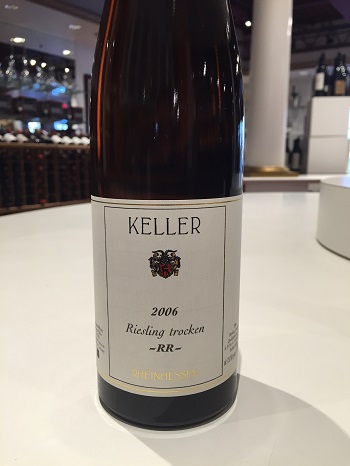 KELLER
2006
Riesling trocken
-RR-
RHEINHESSEN